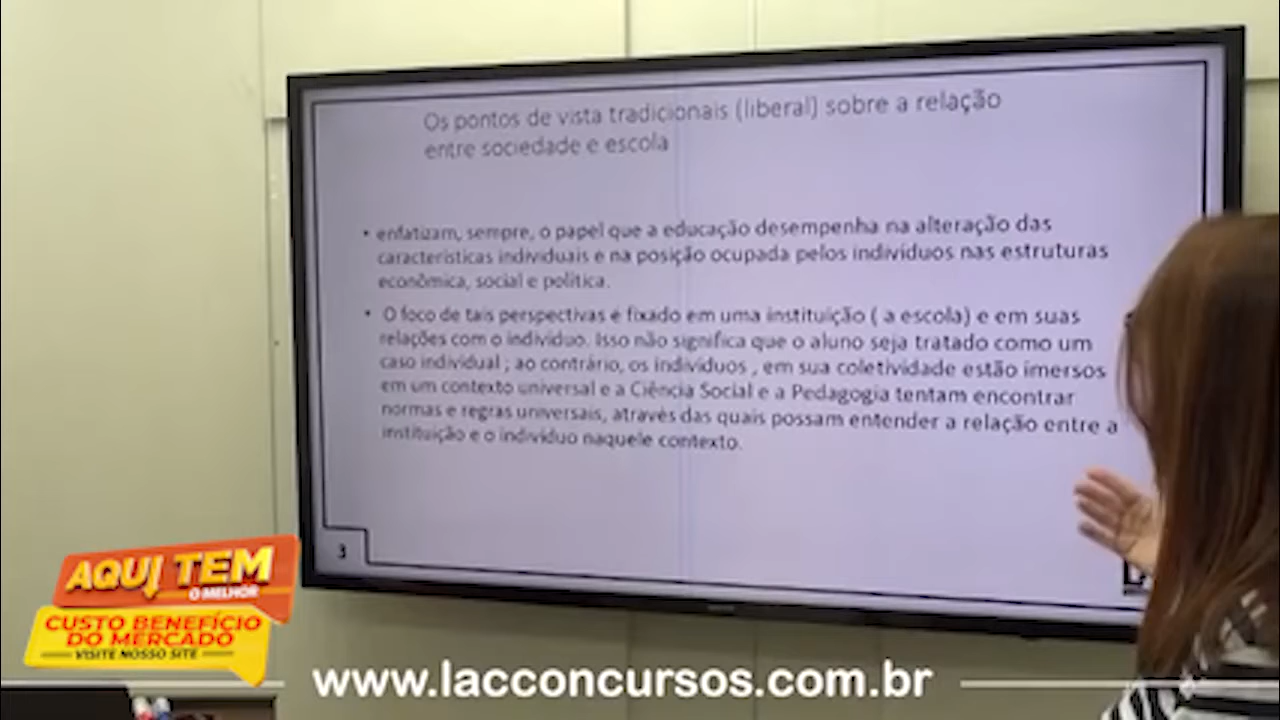 Os pontos de vista tradicionais (liberal) sobre a relação
entre sociedade e escola
• enfatizam, sempre, o papel que a educação desempenha na alteração das
características individuais e na posição ocupada pelos indivíduos nas estruturas
econômica, social e política.
• O foco de tais perspectivas é fixado em uma instituição ( a escola) e em suas
relações com o indivíduo. Isso não significa que o aluno seja tratado como um
caso individual ; ao contrário, os indivíduos , em sua coletividade estão imersos
em um contexto universal e a Ciência Social e a Pedagogia tentam encontrar
normas e regras universais, através das quais possam entender a relação entre a
instituição e o indivíduo naquele contexto.
3
AQUI TEM
O MELHOR
CUSTO BENEFÍCIO
DO MERCADO
VISITE NOSSO SITE
www.lacconcursos.com.br